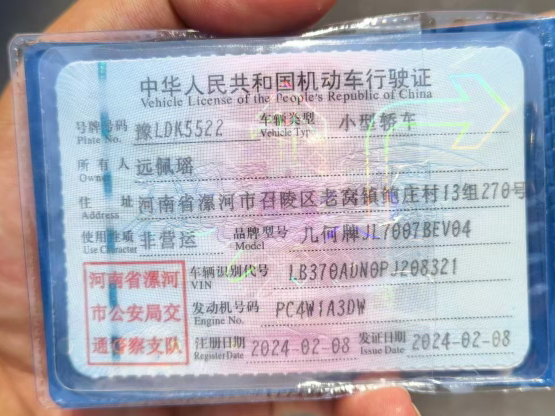 中华人民共和国机动车行驶证
Vehicle License of the People's Republic of China
号牌号码 豫LDK5522 车辆类型 小型轿车
Plate No. Vehicle Typ
所有人 远佩瑶
Owner
住址 河南省漯河市召陵区老窝镇鲍庄村13组270号
Address
使用性质 非营运 品牌型号 几何牌JL7007BEV04
Use Character Model
河南省漯河
市公安局交
通警察支队
车辆识别代号 LB370ADN0PJ208321
VIN
发动机号码 PC4W1A3DW
Engine No.
注册日期 2024-02-08 发证日期 2024-02-08
Register Date Issue Date